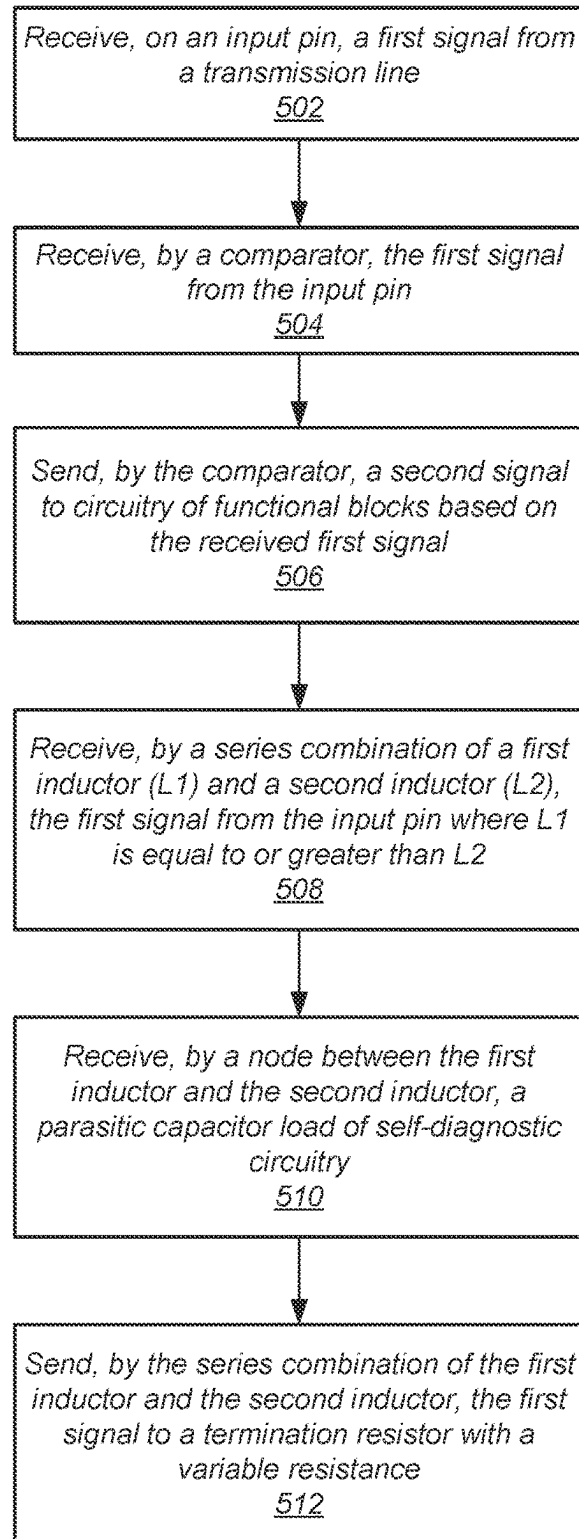 Receive, on an input pin, a first signal from
a transmission line
502
Receive, by a comparator, the first signal
from the input pin
504
Send, by the comparator, a second signal
to circuitry of functional blocks based on
the received first signal
506
Receive, by a series combination of a first
inductor (L1) and a second inductor (L2),
the first signal from the input pin where L1
is equal to or greater than L2
508
Receive, by a node between the first
inductor and the second inductor, a
parasitic capacitor load of self-diagnostic
circuitry
510
Send, by the series combination of the first
inductor and the second inductor, the first
signal to a termination resistor with a
variable resistance
512